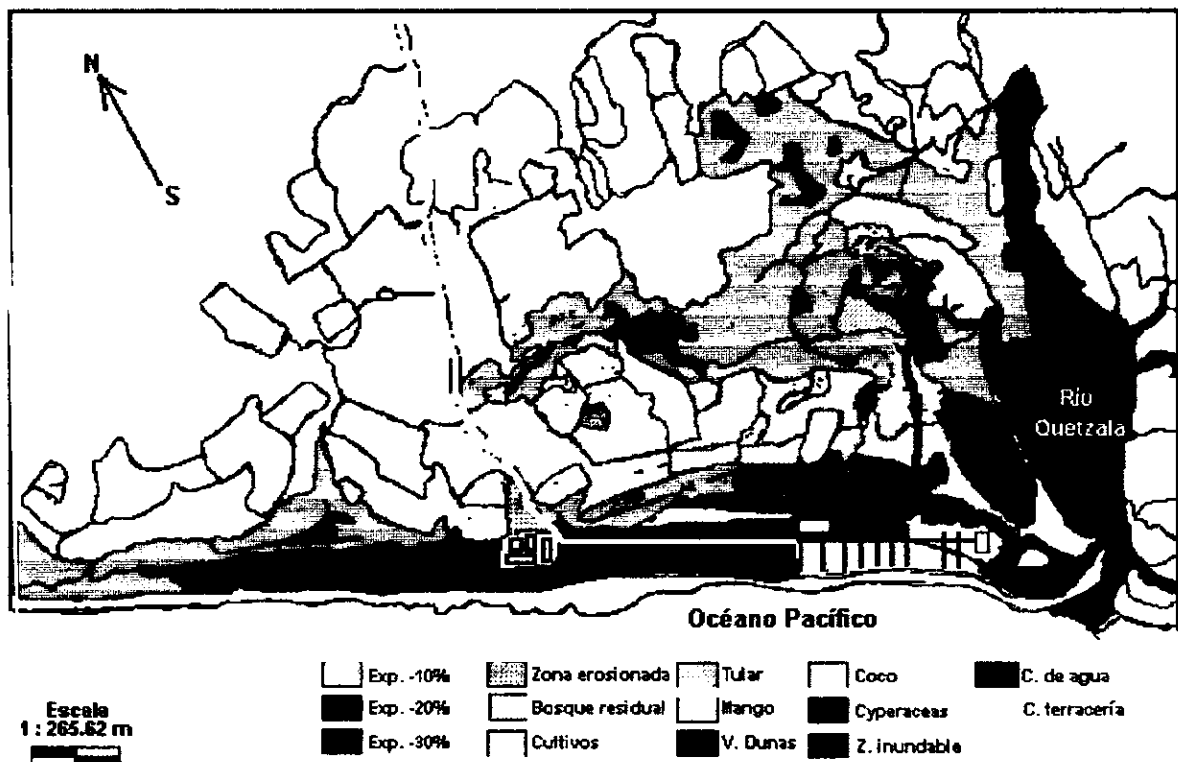 N
S
Río
Quetzala
Océano Pacífico
Escala
1 : 265.62 m
Exp. -10%
Zona erosionada
Tular
Coco
C. de agua
Exp. -20%
Bosque residual
Mango
Cyperaceas
C. terracería
Exp. -30%
Cultivos
V. Dunas
Z. inundable